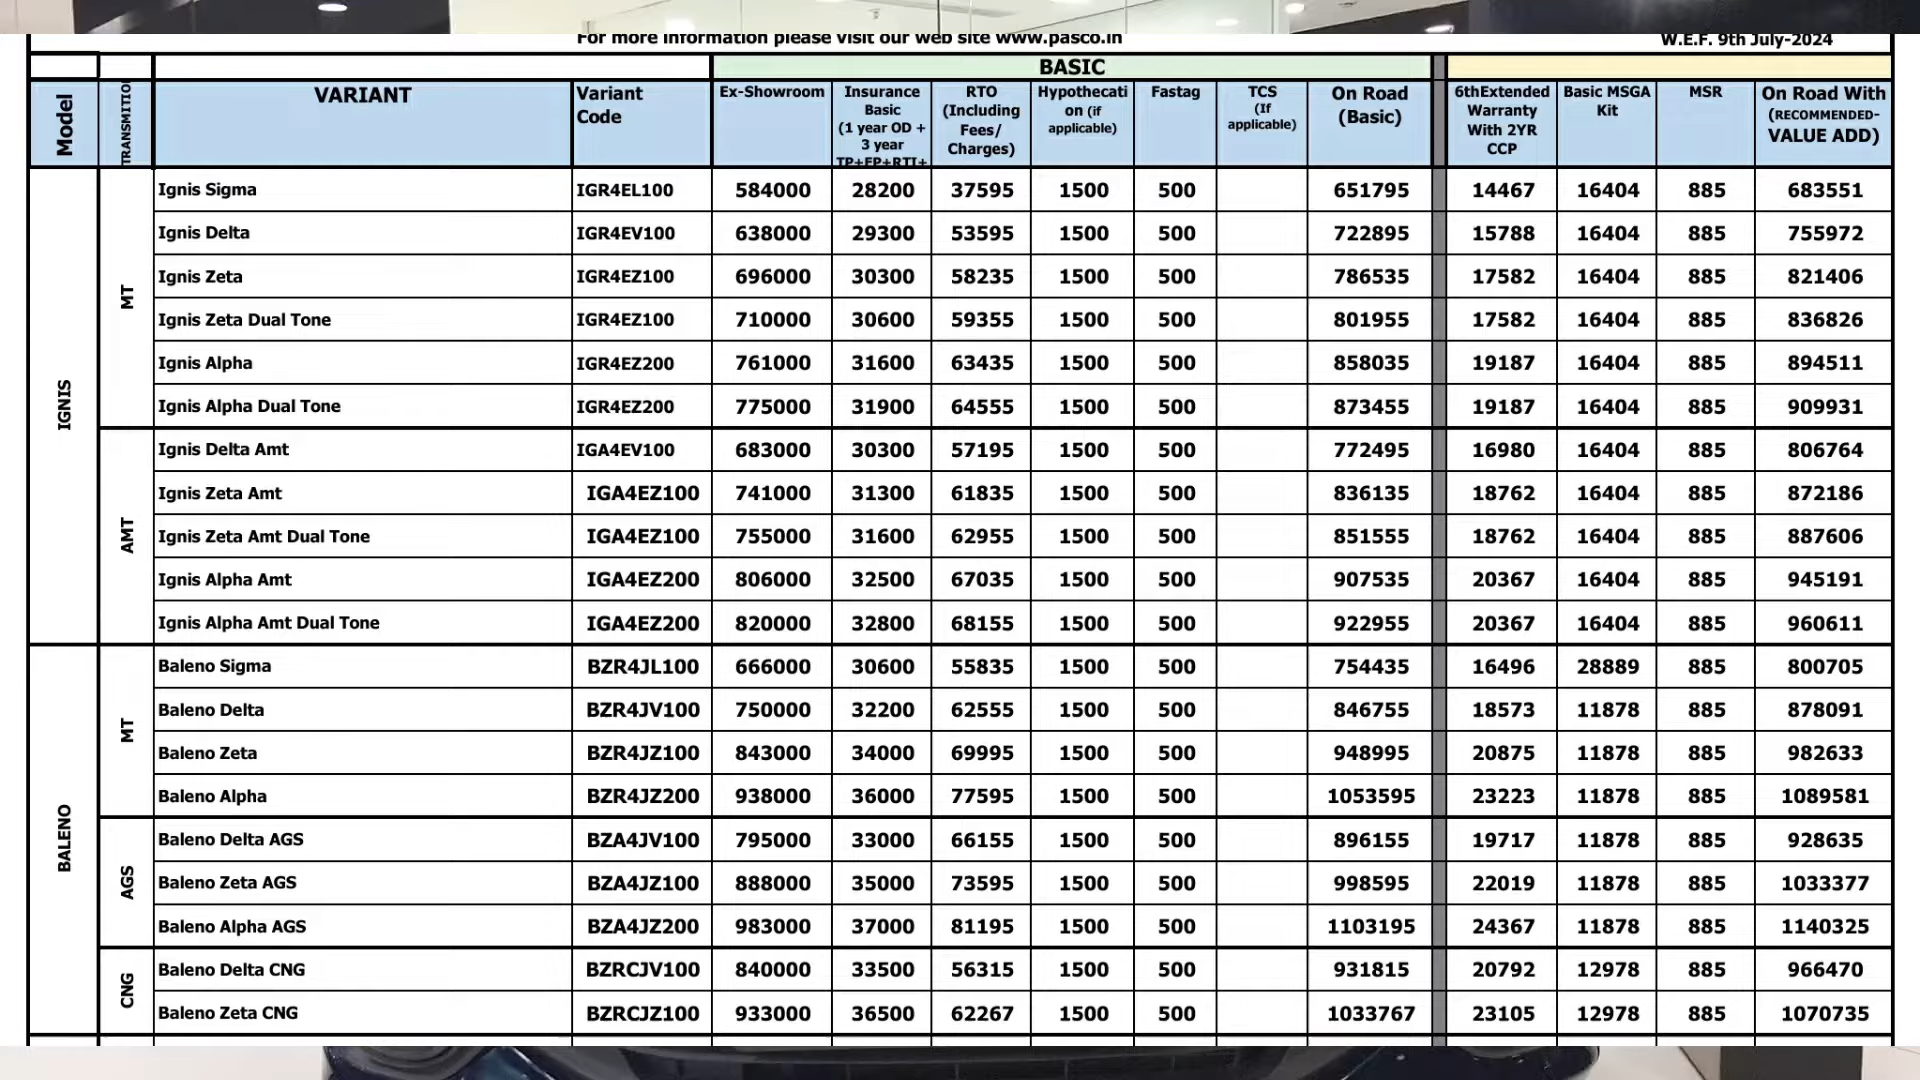 For more information please visit our web site www.pasco.in W.E.F. 9th July-2024
BASIC
Model TRANSMITIO VARIANT Variant Code Ex-Showroom Insurance Basic (1 year OD + 3 year TP+EP+RTI+ RTO (Including Fees/ Charges) Hypothecati on (if applicable) Fastag TCS (If applicable) On Road (Basic) 6thExtended Warranty With 2YR CCP Basic MSGA Kit MSR On Road With (RECOMMENDED- VALUE ADD)
IGNIS
MT
Ignis Sigma IGR4EL100 584000 28200 37595 1500 500 651795 14467 16404 885 683551
Ignis Delta IGR4EV100 638000 29300 53595 1500 500 722895 15788 16404 885 755972
Ignis Zeta IGR4EZ100 696000 30300 58235 1500 500 786535 17582 16404 885 821406
Ignis Zeta Dual Tone IGR4EZ100 710000 30600 59355 1500 500 801955 17582 16404 885 836826
Ignis Alpha IGR4EZ200 761000 31600 63435 1500 500 858035 19187 16404 885 894511
Ignis Alpha Dual Tone IGR4EZ200 775000 31900 64555 1500 500 873455 19187 16404 885 909931
AMT
Ignis Delta Amt IGA4EV100 683000 30300 57195 1500 500 772495 16980 16404 885 806764
Ignis Zeta Amt IGA4EZ100 741000 31300 61835 1500 500 836135 18762 16404 885 872186
Ignis Zeta Amt Dual Tone IGA4EZ100 755000 31600 62955 1500 500 851555 18762 16404 885 887606
Ignis Alpha Amt IGA4EZ200 806000 32500 67035 1500 500 907535 20367 16404 885 945191
Ignis Alpha Amt Dual Tone IGA4EZ200 820000 32800 68155 1500 500 922955 20367 16404 885 960611
BALENO
MT
Baleno Sigma BZR4JL100 666000 30600 55835 1500 500 754435 16496 28889 885 800705
Baleno Delta BZR4JV100 750000 32200 62555 1500 500 846755 18573 11878 885 878091
Baleno Zeta BZR4JZ100 843000 34000 69995 1500 500 948995 20875 11878 885 982633
Baleno Alpha BZR4JZ200 938000 36000 77595 1500 500 1053595 23223 11878 885 1089581
AGS
Baleno Delta AGS BZA4JV100 795000 33000 66155 1500 500 896155 19717 11878 885 928635
Baleno Zeta AGS BZA4JZ100 888000 35000 73595 1500 500 998595 22019 11878 885 1033377
Baleno Alpha AGS BZA4JZ200 983000 37000 81195 1500 500 1103195 24367 11878 885 1140325
CNG
Baleno Delta CNG BZRCJV100 840000 33500 56315 1500 500 931815 20792 12978 885 966470
Baleno Zeta CNG BZRCJZ100 933000 36500 62267 1500 500 1033767 23105 12978 885 1070735